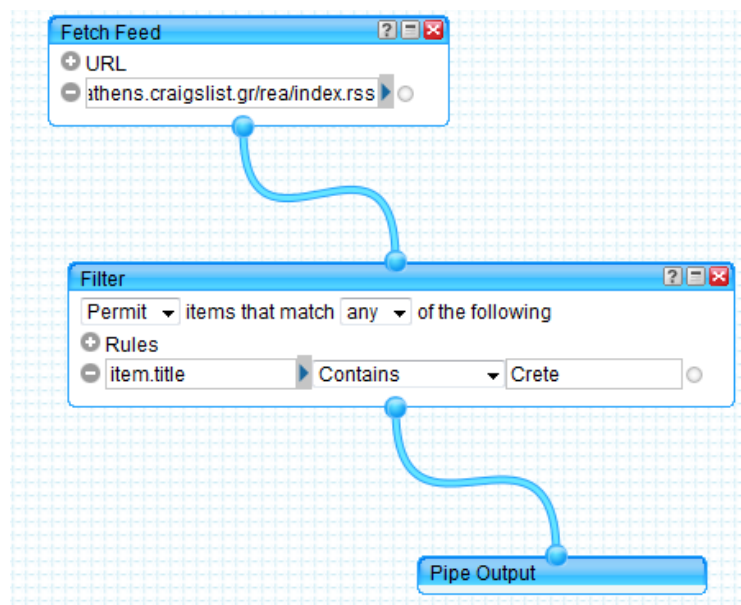 Fetch Feed
URL
athens.craigslist.gr/rea/index.rss
Filter
Permit items that match any of the following
Rules
item.title Contains Crete
Pipe Output